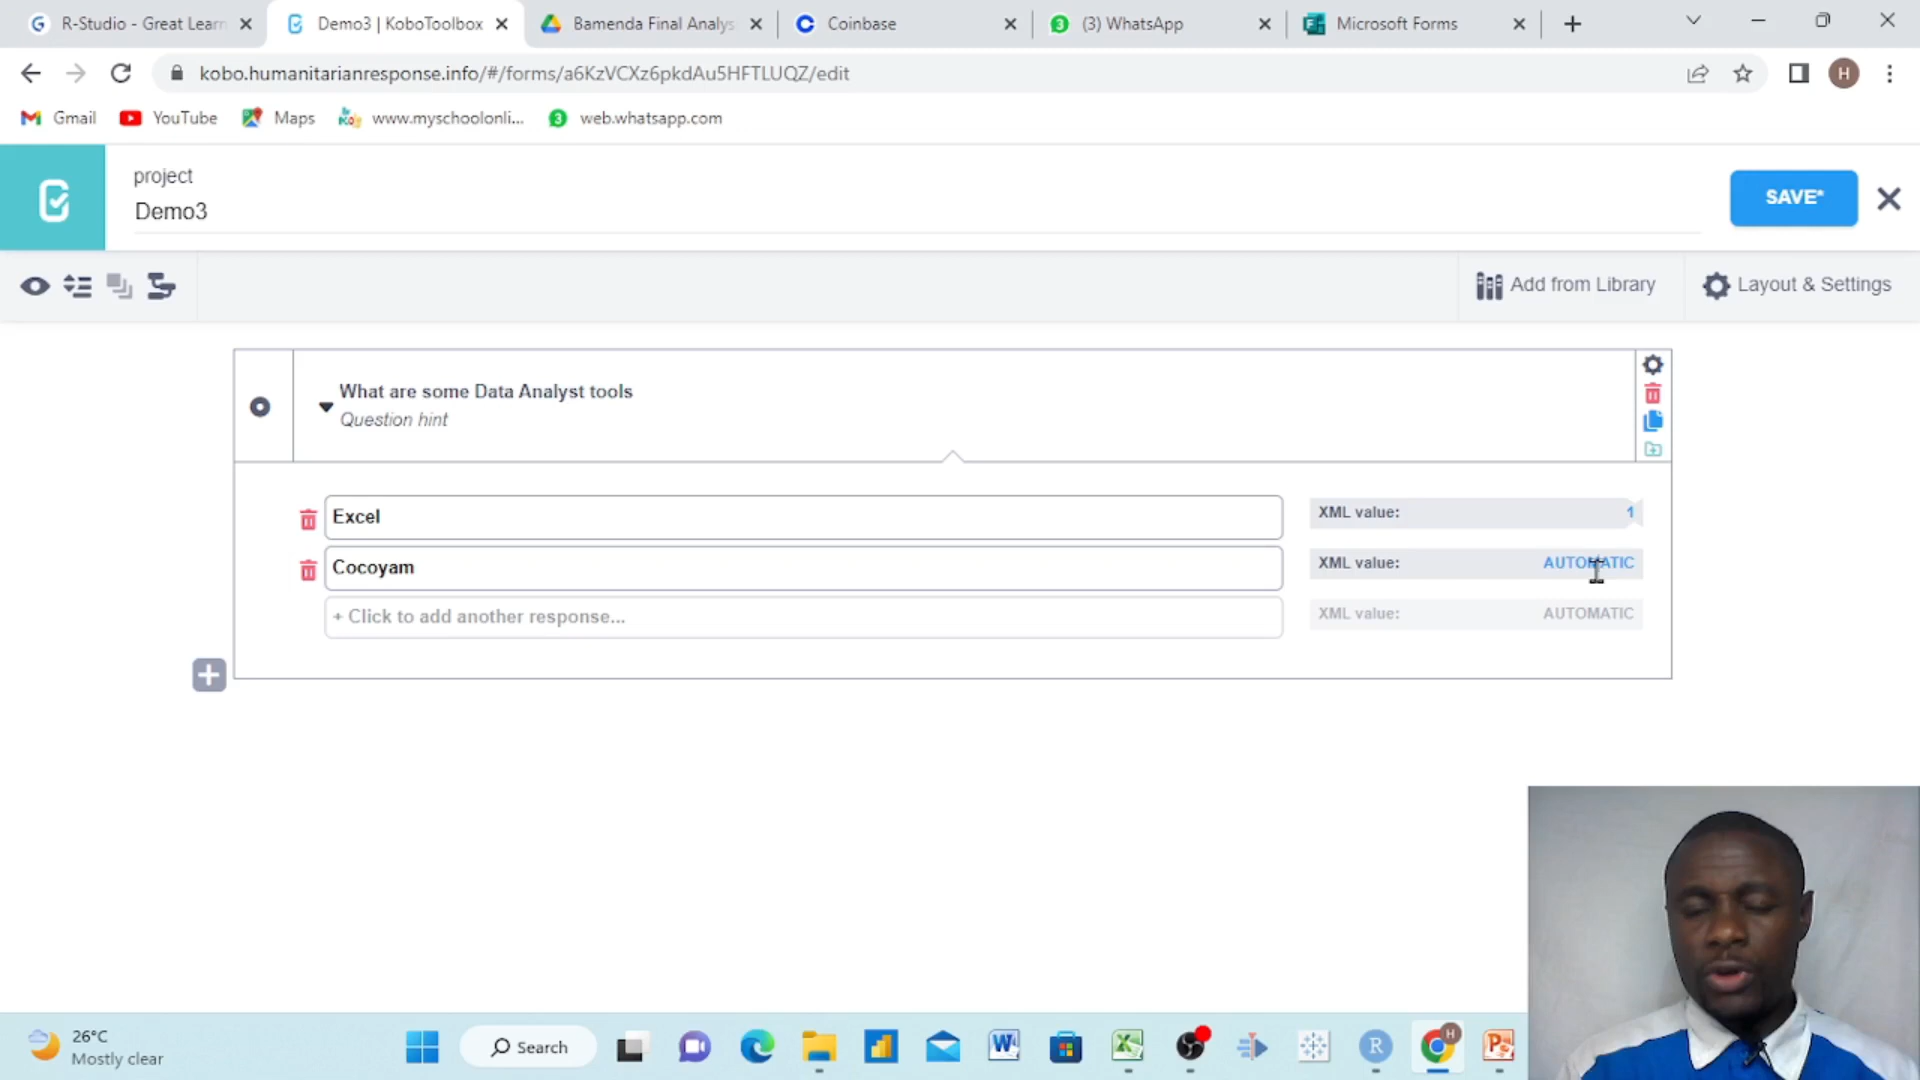 R-Studio - Great Learn
Demo3 | KoboToolbox
Bamenda Final Analys
Coinbase
(3) WhatsApp
Microsoft Forms
kobo.humanitarianresponse.info/#/forms/a6KzVCXz6pkdAu5HFTLUQZ/edit
H
Gmail
YouTube
Maps
www.myschoolonli...
3
web.whatsapp.com
project
Demo3
SAVE*
Add from Library
Layout & Settings
What are some Data Analyst tools
Question hint
Excel
XML value:
1
Cocoyam
XML value:
AUTOMATIC
+ Click to add another response...
XML value:
AUTOMATIC
26°C
Mostly clear
Search